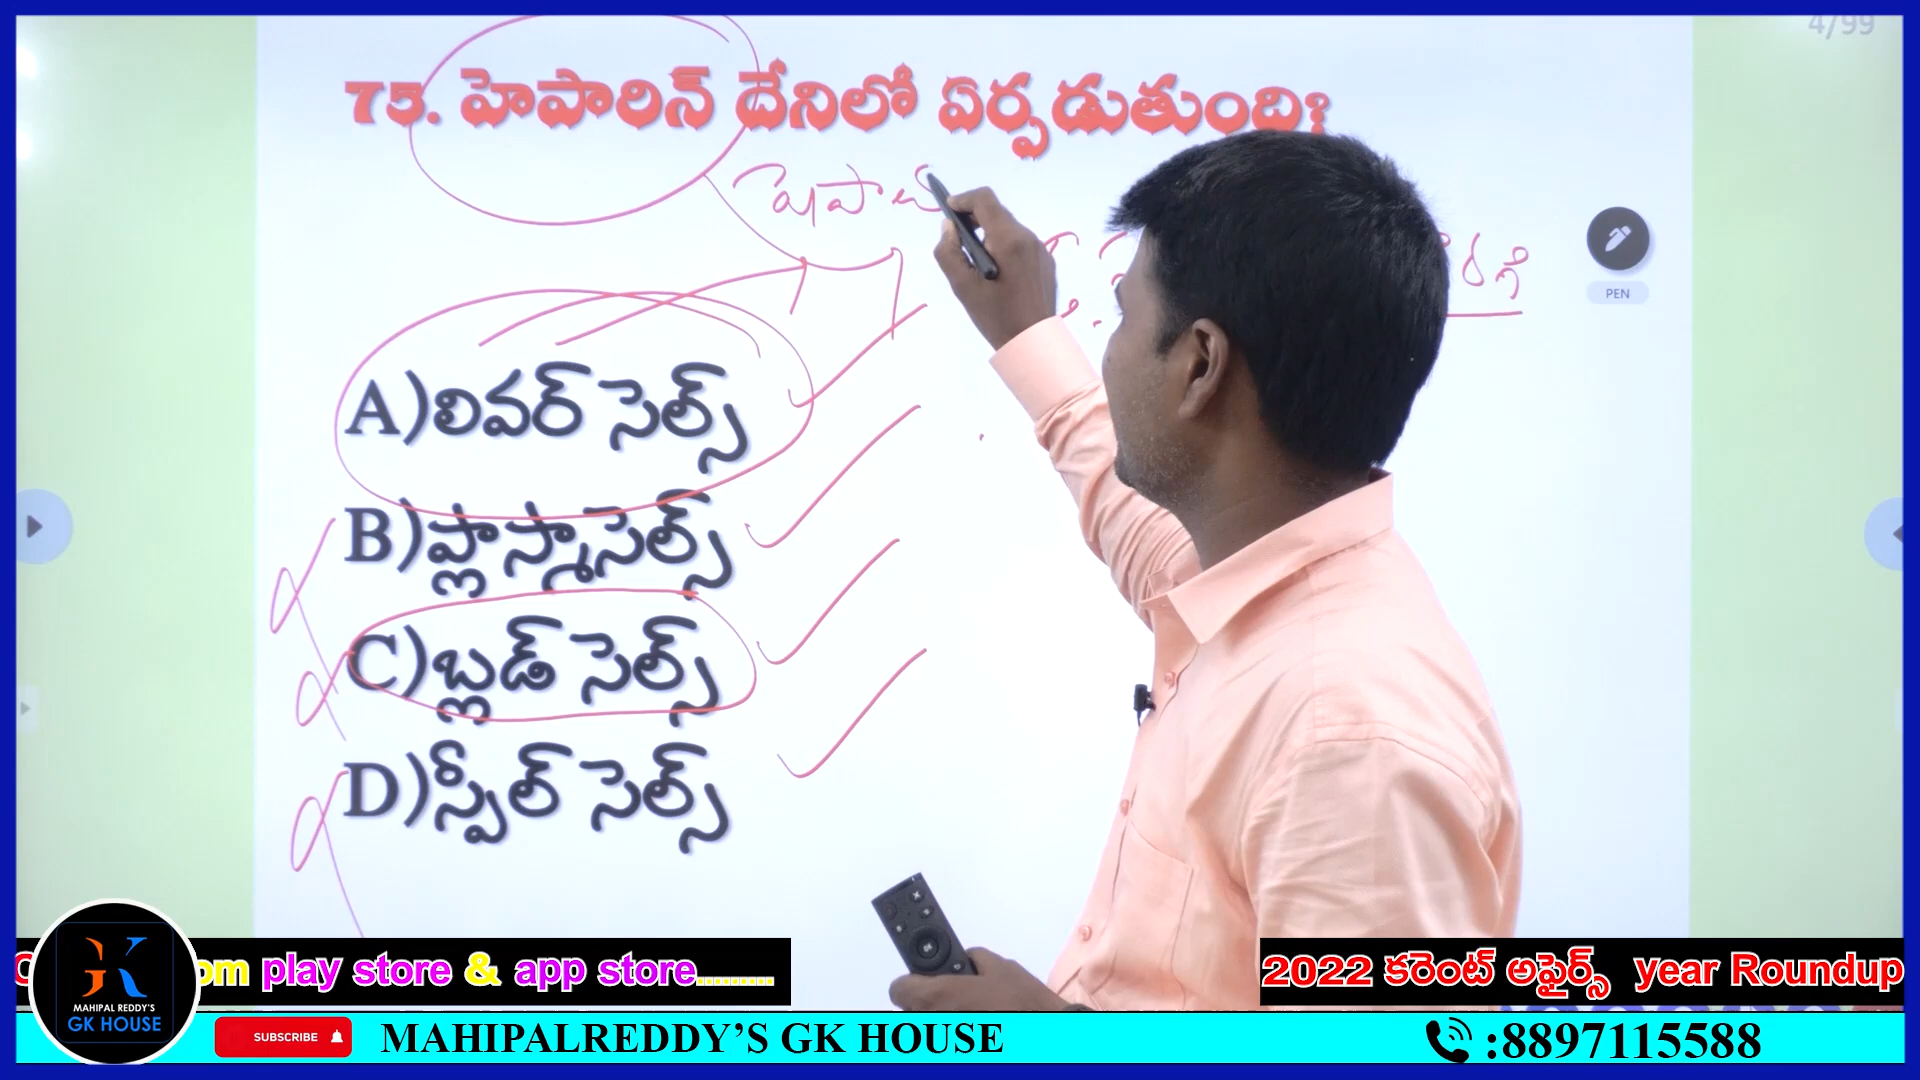 4/99
75. హెపారిన్ దేనిలో ఏర్పడుతుందిః
PEN
A)లివర్ సెల్స్
B)ప్లాస్మాసెల్స్
C)బ్లడ్ సెల్స్
D)స్పీల్ సెల్స్
om play store & app store.........
2022 కరెంట్ అఫైర్స్ year Roundup
MAHIPAL REDDY'S
GK HOUSE
SUBSCRIBE
MAHIPALREDDY’S GK HOUSE
:8897115588